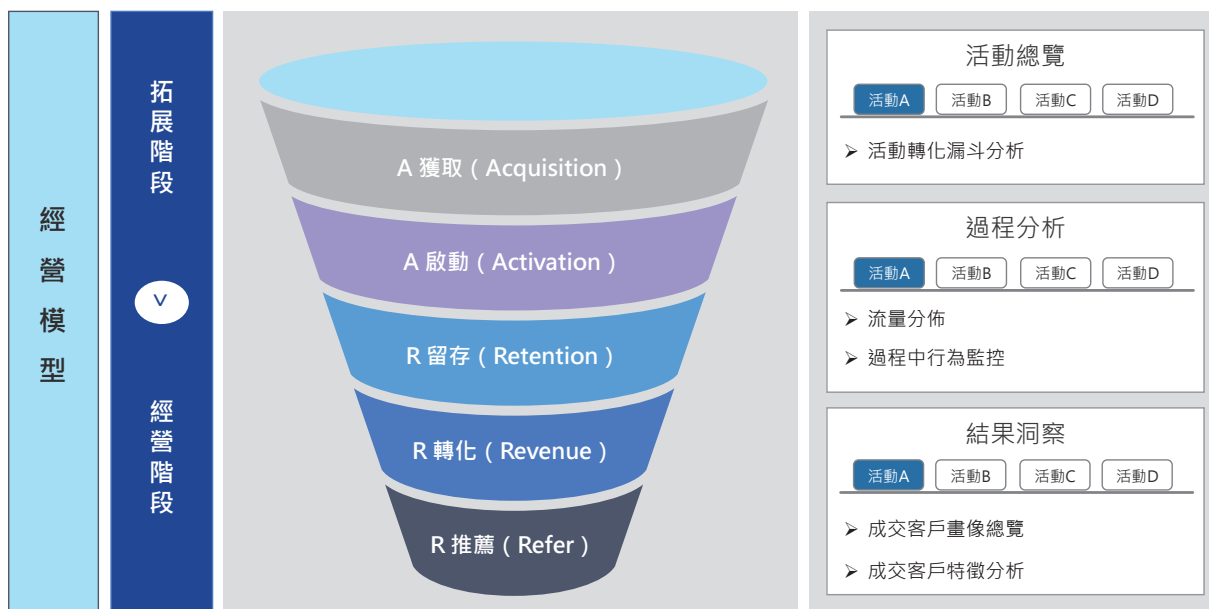 經營模型
拓展階段
˅
經營階段
A 獲取（Acquisition）
A 啟動（Activation）
R 留存（Retention）
R 轉化（Revenue）
R 推薦（Refer）
活動總覽
活動A 活動B 活動C 活動D
➢ 活動轉化漏斗分析
過程分析
活動A 活動B 活動C 活動D
➢ 流量分佈
➢ 過程中行為監控
結果洞察
活動A 活動B 活動C 活動D
➢ 成交客戶畫像總覽
➢ 成交客戶特徵分析